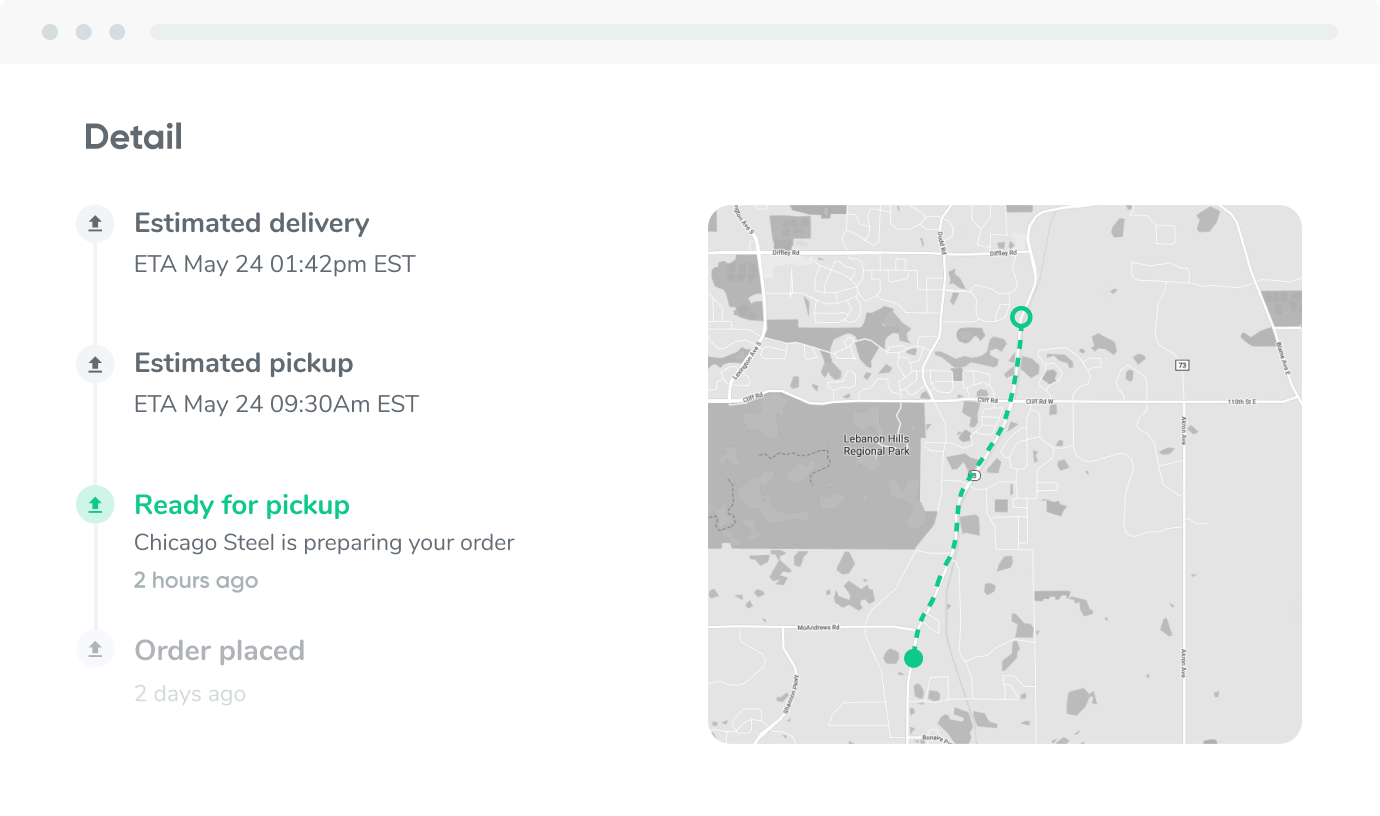 Detail
Estimated delivery
ETA May 24 01:42pm EST
Estimated pickup
ETA May 24 09:30Am EST
Ready for pickup
Chicago Steel is preparing your order
2 hours ago
Order placed
2 days ago
Dodd Rd
Diffley Rd
Diffley Rd
Lexington Ave S
Blaine Ave E
73
Cliff Rd
Cliff Rd
Cliff Rd W
110th St E
Akron Ave
Lebanon Hills
Regional Park
McAndrews Rd
Akron Ave
Shannon Pkwy